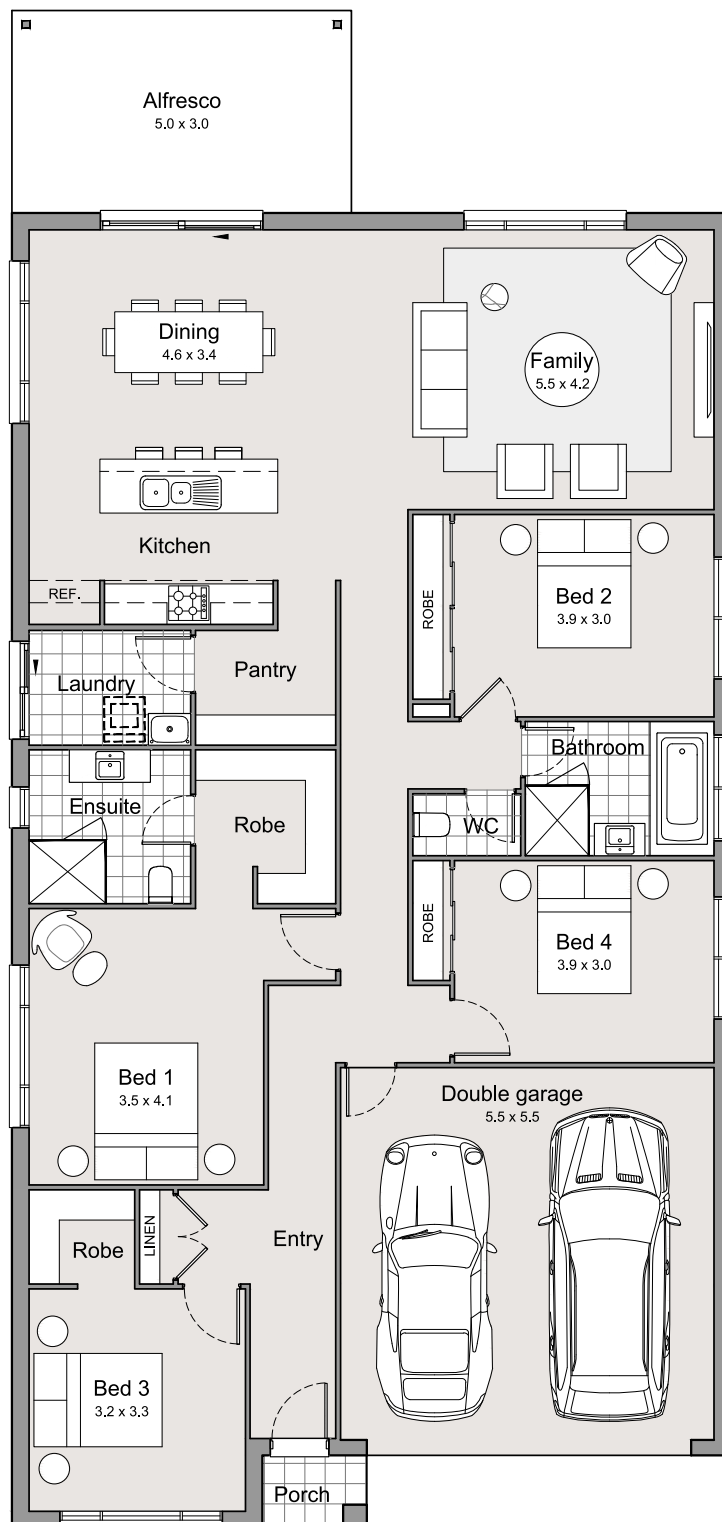 Alfresco
5.0 x 3.0
Dining
4.6 x 3.4
Family
5.5 x 4.2
Kitchen
REF.
ROBE
Bed 2
3.9 x 3.0
Laundry
Pantry
Bathroom
Ensuite
Robe
WC
ROBE
Bed 4
3.9 x 3.0
Bed 1
3.5 x 4.1
Double garage
5.5 x 5.5
Robe
LINEN
Entry
Bed 3
3.2 x 3.3
Porch